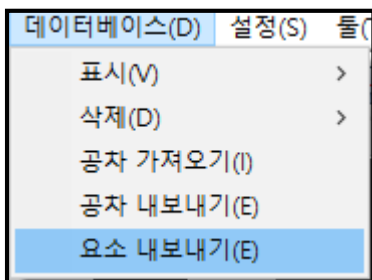 데이터베이스(D) 설정(S) 툴(
표시(V)
삭제(D)
공차 가져오기(I)
공차 내보내기(E)
요소 내보내기(E)